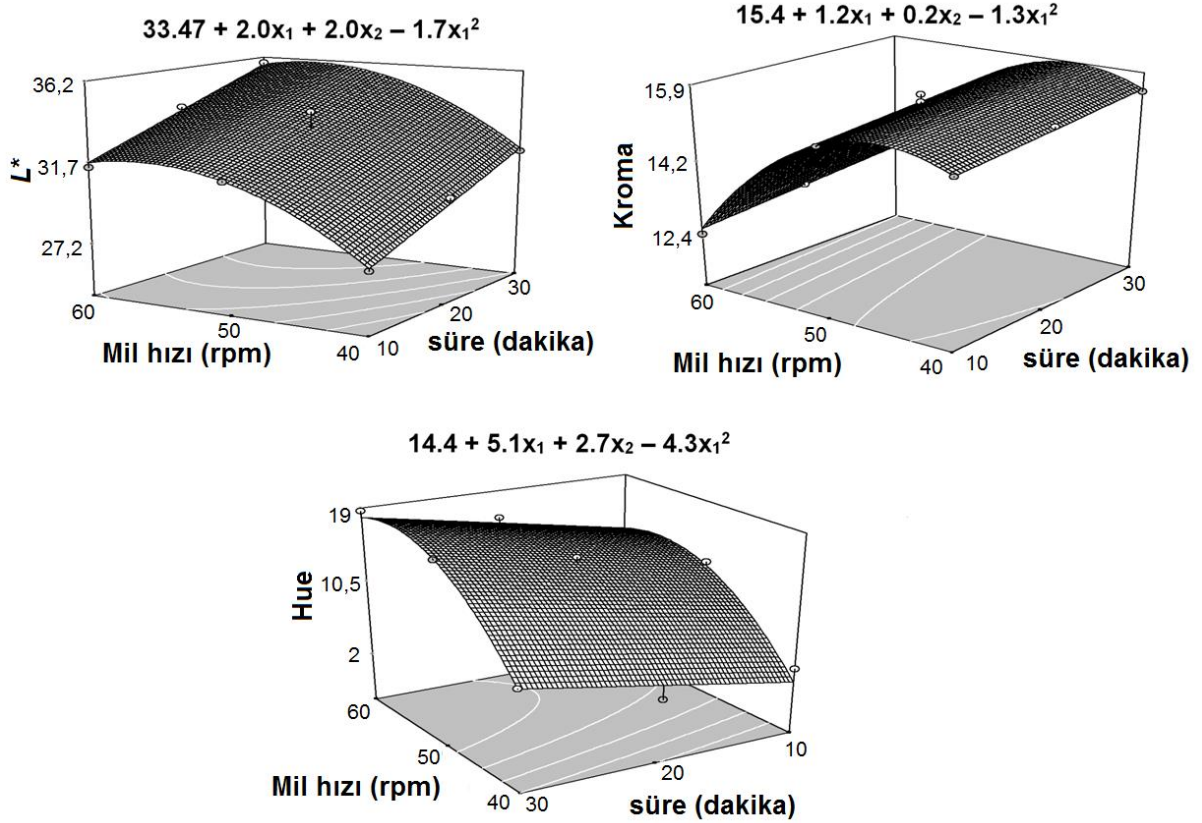 33.47 + 2.0x₁ + 2.0x₂ – 1.7x₁²
36,2
31,7
27,2
L*
60
50
40
10
20
30
Mil hızı (rpm)
süre (dakika)
15.4 + 1.2x₁ + 0.2x₂ – 1.3x₁²
15,9
14,2
12,4
Kroma
60
50
40
10
20
30
Mil hızı (rpm)
süre (dakika)
14.4 + 5.1x₁ + 2.7x₂ – 4.3x₁²
19
10,5
2
Hue
60
50
40
30
20
10
Mil hızı (rpm)
süre (dakika)